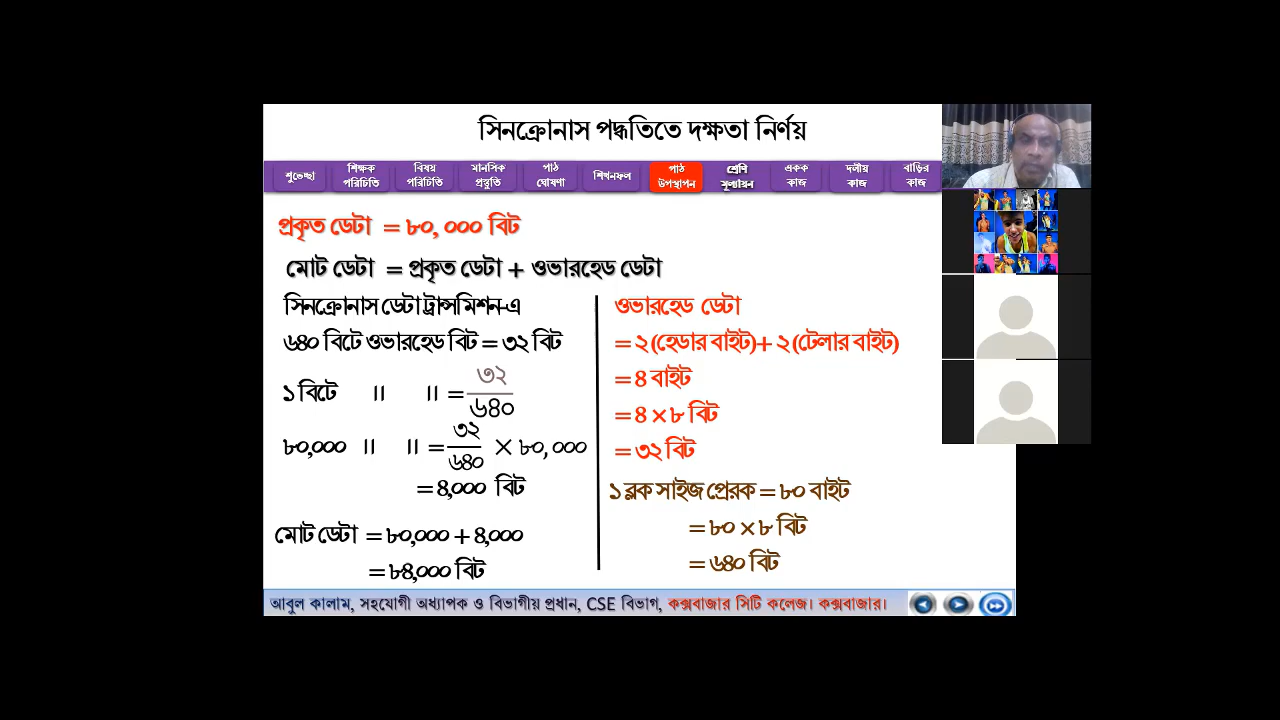 সিনক্রোনাস পদ্ধতিতে দক্ষতা নির্ণয়
শুভেচ্ছা শিক্ষক পরিচিতি বিষয় পরিচিতি মানসিক প্রস্তুতি পাঠ ঘোষণা শিখনফল পাঠ উপস্থাপন শ্রেণি মুল্যায়ন একক কাজ দলীয় কাজ বাড়ির কাজ
প্রকৃত ডেটা = ৮০, ০০০ বিট
মোট ডেটা = প্রকৃত ডেটা + ওভারহেড ডেটা
সিনক্রোনাস ডেটা ট্রান্সমিশন-এ
৬৪০ বিটে ওভারহেড বিট = ৩২ বিট
১ বিটে " " = ৩২/৬৪০
৮০,০০০ " " = ৩২/৬৪০ × ৮০,০০০
= ৪,০০০ বিট
মোট ডেটা = ৮০,০০০ + ৪,০০০
= ৮৪,০০০ বিট
ওভারহেড ডেটা
= ২ (হেডার বাইট)+ ২ (টেলার বাইট)
= ৪ বাইট
= ৪ × ৮ বিট
= ৩২ বিট
১ ব্লক সাইজ প্রেরক = ৮০ বাইট
= ৮০ × ৮ বিট
= ৬৪০ বিট
আবুল কালাম, সহযোগী অধ্যাপক ও বিভাগীয় প্রধান, CSE বিভাগ, কক্সবাজার সিটি কলেজ। কক্সবাজার।